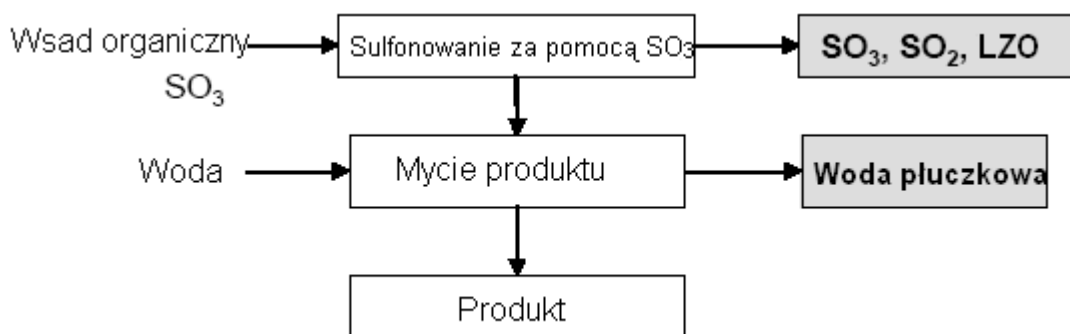 Wsad organiczny
SO₃
Sulfonowanie za pomocą SO₃
SO₃, SO₂, LZO
Woda
Mycie produktu
Woda płuczkowa
Produkt